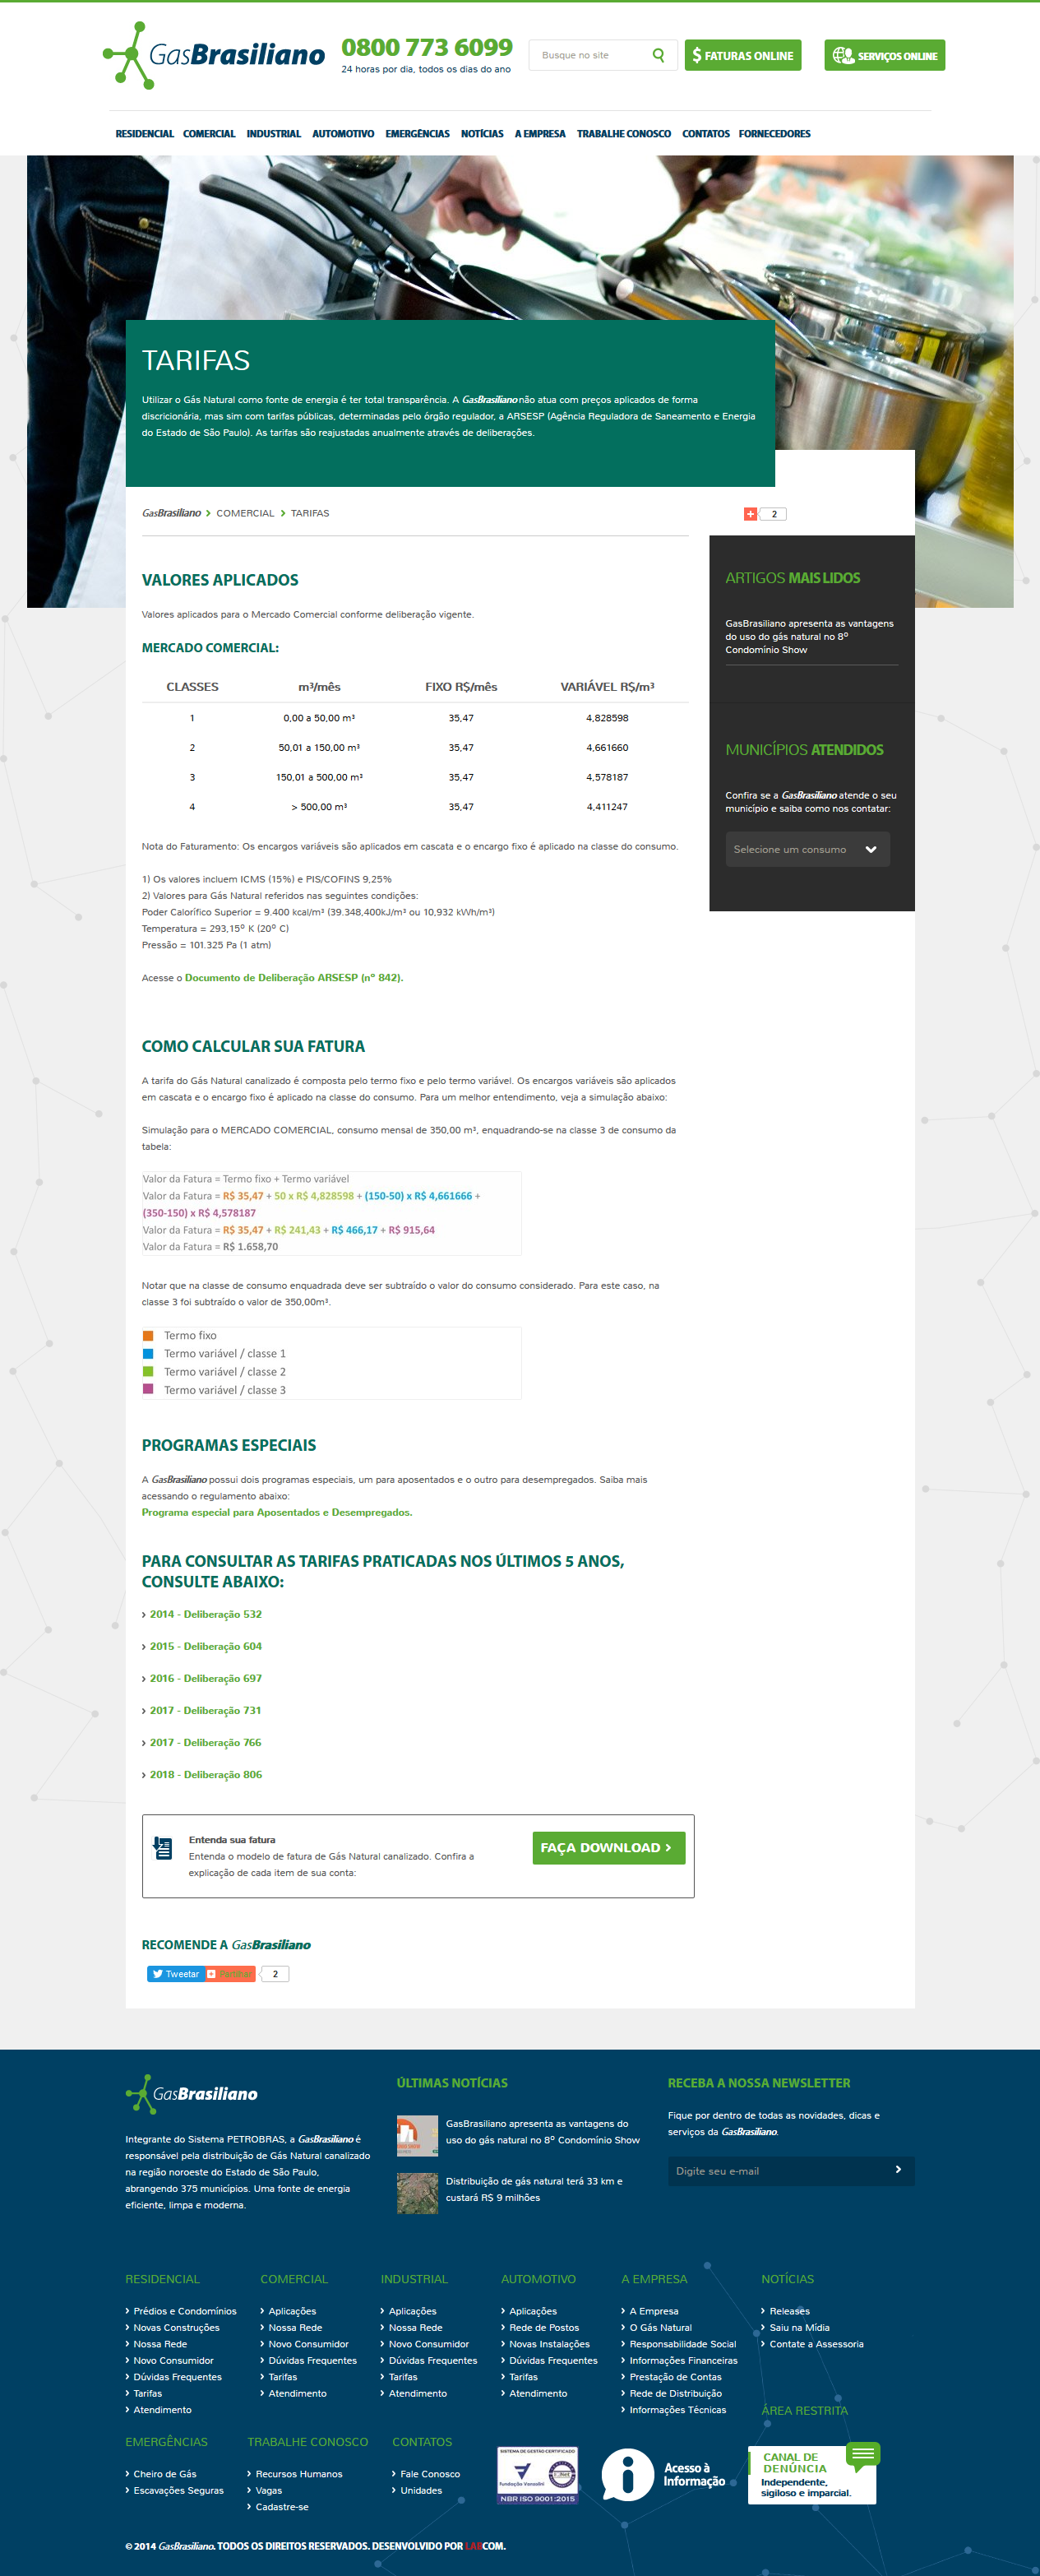 GasBrasiliano
0800 773 6099
24 horas por dia, todos os dias do ano
Busque no site
$ FATURAS ONLINE
SERVIÇOS ONLINE
RESIDENCIAL COMERCIAL INDUSTRIAL AUTOMOTIVO EMERGÊNCIAS NOTÍCIAS A EMPRESA TRABALHE CONOSCO CONTATOS FORNECEDORES
TARIFAS
Utilizar o Gás Natural como fonte de energia é ter total transparência. A GasBrasiliano não atua com preços aplicados de forma
discricionária, mas sim com tarifas públicas, determinadas pelo órgão regulador, a ARSESP (Agência Reguladora de Saneamento e Energia
do Estado de São Paulo). As tarifas são reajustadas anualmente através de deliberações.
GasBrasiliano > COMERCIAL > TARIFAS
+ 2
VALORES APLICADOS
Valores aplicados para o Mercado Comercial conforme deliberação vigente.
MERCADO COMERCIAL:
CLASSES m³/mês FIXO R$/mês VARIÁVEL R$/m³
1 0,00 a 50,00 m³ 35,47 4,828598
2 50,01 a 150,00 m³ 35,47 4,661660
3 150,01 a 500,00 m³ 35,47 4,578187
4 > 500,00 m³ 35,47 4,411247
Nota do Faturamento: Os encargos variáveis são aplicados em cascata e o encargo fixo é aplicado na classe do consumo.
1) Os valores incluem ICMS (15%) e PIS/COFINS 9,25%
2) Valores para Gás Natural referidos nas seguintes condições:
Poder Calorífico Superior = 9.400 kcal/m³ (39.348,400kJ/m³ ou 10,932 kWh/m³)
Temperatura = 293,15º K (20º C)
Pressão = 101.325 Pa (1 atm)
Acesse o Documento de Deliberação ARSESP (nº 842).
ARTIGOS MAIS LIDOS
GasBrasiliano apresenta as vantagens
do uso do gás natural no 8º
Condomínio Show
MUNICÍPIOS ATENDIDOS
Confira se a GasBrasiliano atende o seu
município e saiba como nos contatar:
Selecione um consumo
COMO CALCULAR SUA FATURA
A tarifa do Gás Natural canalizado é composta pelo termo fixo e pelo termo variável. Os encargos variáveis são aplicados
em cascata e o encargo fixo é aplicado na classe do consumo. Para um melhor entendimento, veja a simulação abaixo:
Simulação para o MERCADO COMERCIAL, consumo mensal de 350,00 m³, enquadrando-se na classe 3 de consumo da
tabela:
Valor da Fatura = Termo fixo + Termo variável
Valor da Fatura = R$ 35,47 + 50 x R$ 4,828598 + (150-50) x R$ 4,661666 +
(350-150) x R$ 4,578187
Valor da Fatura = R$ 35,47 + R$ 241,43 + R$ 466,17 + R$ 915,64
Valor da Fatura = R$ 1.658,70
Notar que na classe de consumo enquadrada deve ser subtraído o valor do consumo considerado. Para este caso, na
classe 3 foi subtraído o valor de 350,00m³.
Termo fixo
Termo variável / classe 1
Termo variável / classe 2
Termo variável / classe 3
PROGRAMAS ESPECIAIS
A GasBrasiliano possui dois programas especiais, um para aposentados e o outro para desempregados. Saiba mais
acessando o regulamento abaixo:
Programa especial para Aposentados e Desempregados.
PARA CONSULTAR AS TARIFAS PRATICADAS NOS ÚLTIMOS 5 ANOS,
CONSULTE ABAIXO:
> 2014 - Deliberação 532
> 2015 - Deliberação 604
> 2016 - Deliberação 697
> 2017 - Deliberação 731
> 2017 - Deliberação 766
> 2018 - Deliberação 806
Entenda sua fatura
Entenda o modelo de fatura de Gás Natural canalizado. Confira a
explicação de cada item de sua conta:
FAÇA DOWNLOAD >
RECOMENDE A GasBrasiliano
Tweetar + Partilhar 2
GasBrasiliano
Integrante do Sistema PETROBRAS, a GasBrasiliano é
responsável pela distribuição de Gás Natural canalizado
na região noroeste do Estado de São Paulo,
abrangendo 375 municípios. Uma fonte de energia
eficiente, limpa e moderna.
ÚLTIMAS NOTÍCIAS
GasBrasiliano apresenta as vantagens do
uso do gás natural no 8º Condomínio Show
Distribuição de gás natural terá 33 km e
custará R$ 9 milhões
RECEBA A NOSSA NEWSLETTER
Fique por dentro de todas as novidades, dicas e
serviços da GasBrasiliano.
Digite seu e-mail >
RESIDENCIAL
> Prédios e Condomínios
> Novas Construções
> Nossa Rede
> Novo Consumidor
> Dúvidas Frequentes
> Tarifas
> Atendimento
COMERCIAL
> Aplicações
> Nossa Rede
> Novo Consumidor
> Dúvidas Frequentes
> Tarifas
> Atendimento
INDUSTRIAL
> Aplicações
> Nossa Rede
> Novo Consumidor
> Dúvidas Frequentes
> Tarifas
> Atendimento
AUTOMOTIVO
> Aplicações
> Rede de Postos
> Novas Instalações
> Dúvidas Frequentes
> Tarifas
> Atendimento
A EMPRESA
> A Empresa
> O Gás Natural
> Responsabilidade Social
> Informações Financeiras
> Prestação de Contas
> Rede de Distribuição
> Informações Técnicas
NOTÍCIAS
> Releases
> Saiu na Mídia
> Contate a Assessoria
ÁREA RESTRITA
EMERGÊNCIAS
> Cheiro de Gás
> Escavações Seguras
TRABALHE CONOSCO
> Recursos Humanos
> Vagas
> Cadastre-se
CONTATOS
> Fale Conosco
> Unidades
SISTEMA DE GESTÃO CERTIFICADO
Fundação Vanzolini
NBR ISO 9001:2015
Acesso à
Informação
CANAL DE
DENÚNCIA
Independente,
sigiloso e imparcial.
© 2014 GasBrasiliano. TODOS OS DIREITOS RESERVADOS. DESENVOLVIDO POR LABCOM.